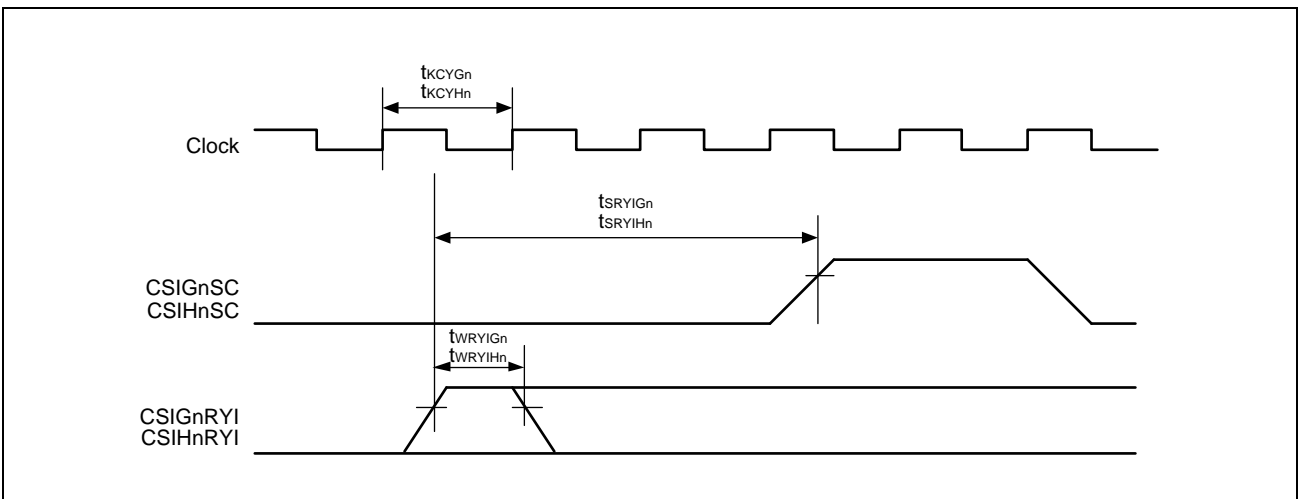 tKCYGn
tKCYHn
Clock
tSRYIGn
tSRYIHn
CSIGnSC
CSIHnSC
tWRYIGn
tWRYIHn
CSIGnRYI
CSIHnRYI